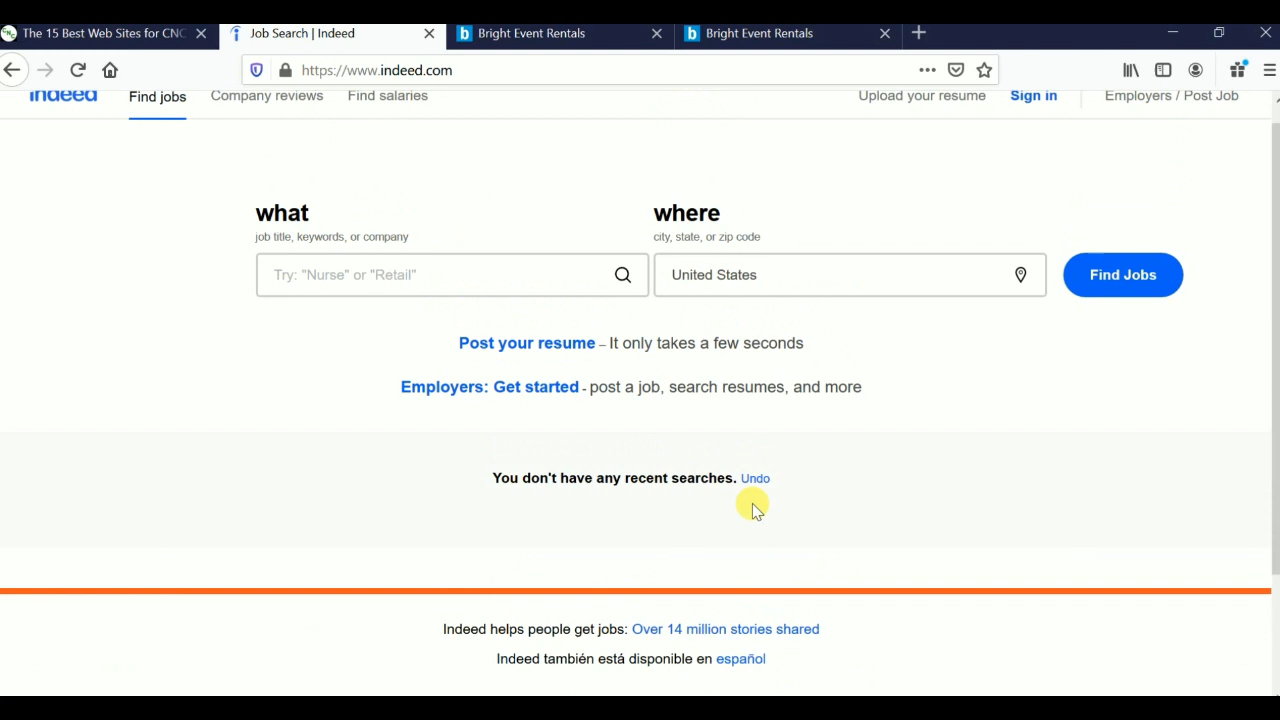 The 15 Best Web Sites for CNC
Job Search | Indeed
Bright Event Rentals
Bright Event Rentals
https://www.indeed.com
indeed
Find jobs
Company reviews
Find salaries
Upload your resume
Sign in
Employers / Post Job
what
where
job title, keywords, or company
city, state, or zip code
Try: "Nurse" or "Retail"
United States
Find Jobs
Post your resume – It only takes a few seconds
Employers: Get started - post a job, search resumes, and more
You don't have any recent searches. Undo
Indeed helps people get jobs: Over 14 million stories shared
Indeed también está disponible en español